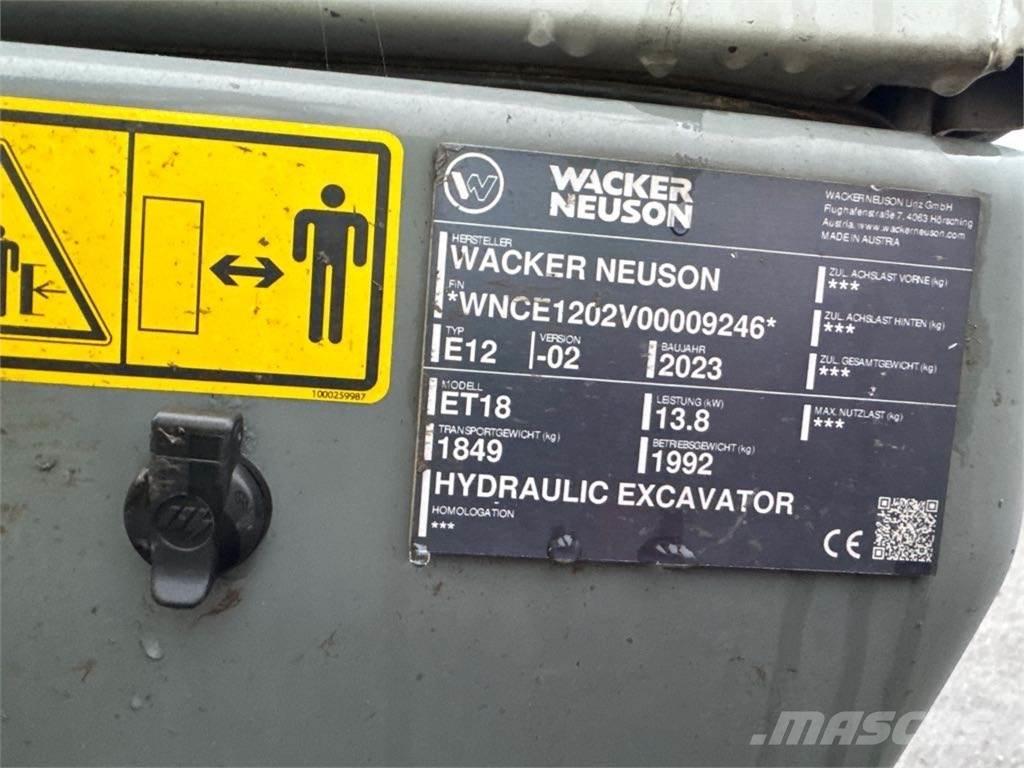 WACKER
NEUSON
WACKER NEUSON Linz GmbH
Flughafenstraße 7, 4063 Hörsching
Austria, www.wackerneuson.com
MADE IN AUSTRIA
HERSTELLER
WACKER NEUSON
FIN
*WNCE1202V00009246*
TYP
E12
VERSION
-02
BAUJAHR
2023
MODELL
ET18
LEISTUNG (kW)
13.8
TRANSPORTGEWICHT (kg)
1849
BETRIEBSGEWICHT (kg)
1992
HYDRAULIC EXCAVATOR
HOMOLOGATION
***
ZUL. ACHSLAST VORNE (kg)
***
ZUL. ACHSLAST HINTEN (kg)
***
ZUL. GESAMTGEWICHT (kg)
***
MAX. NUTZLAST (kg)
***
CE
1000259987
MASCUS